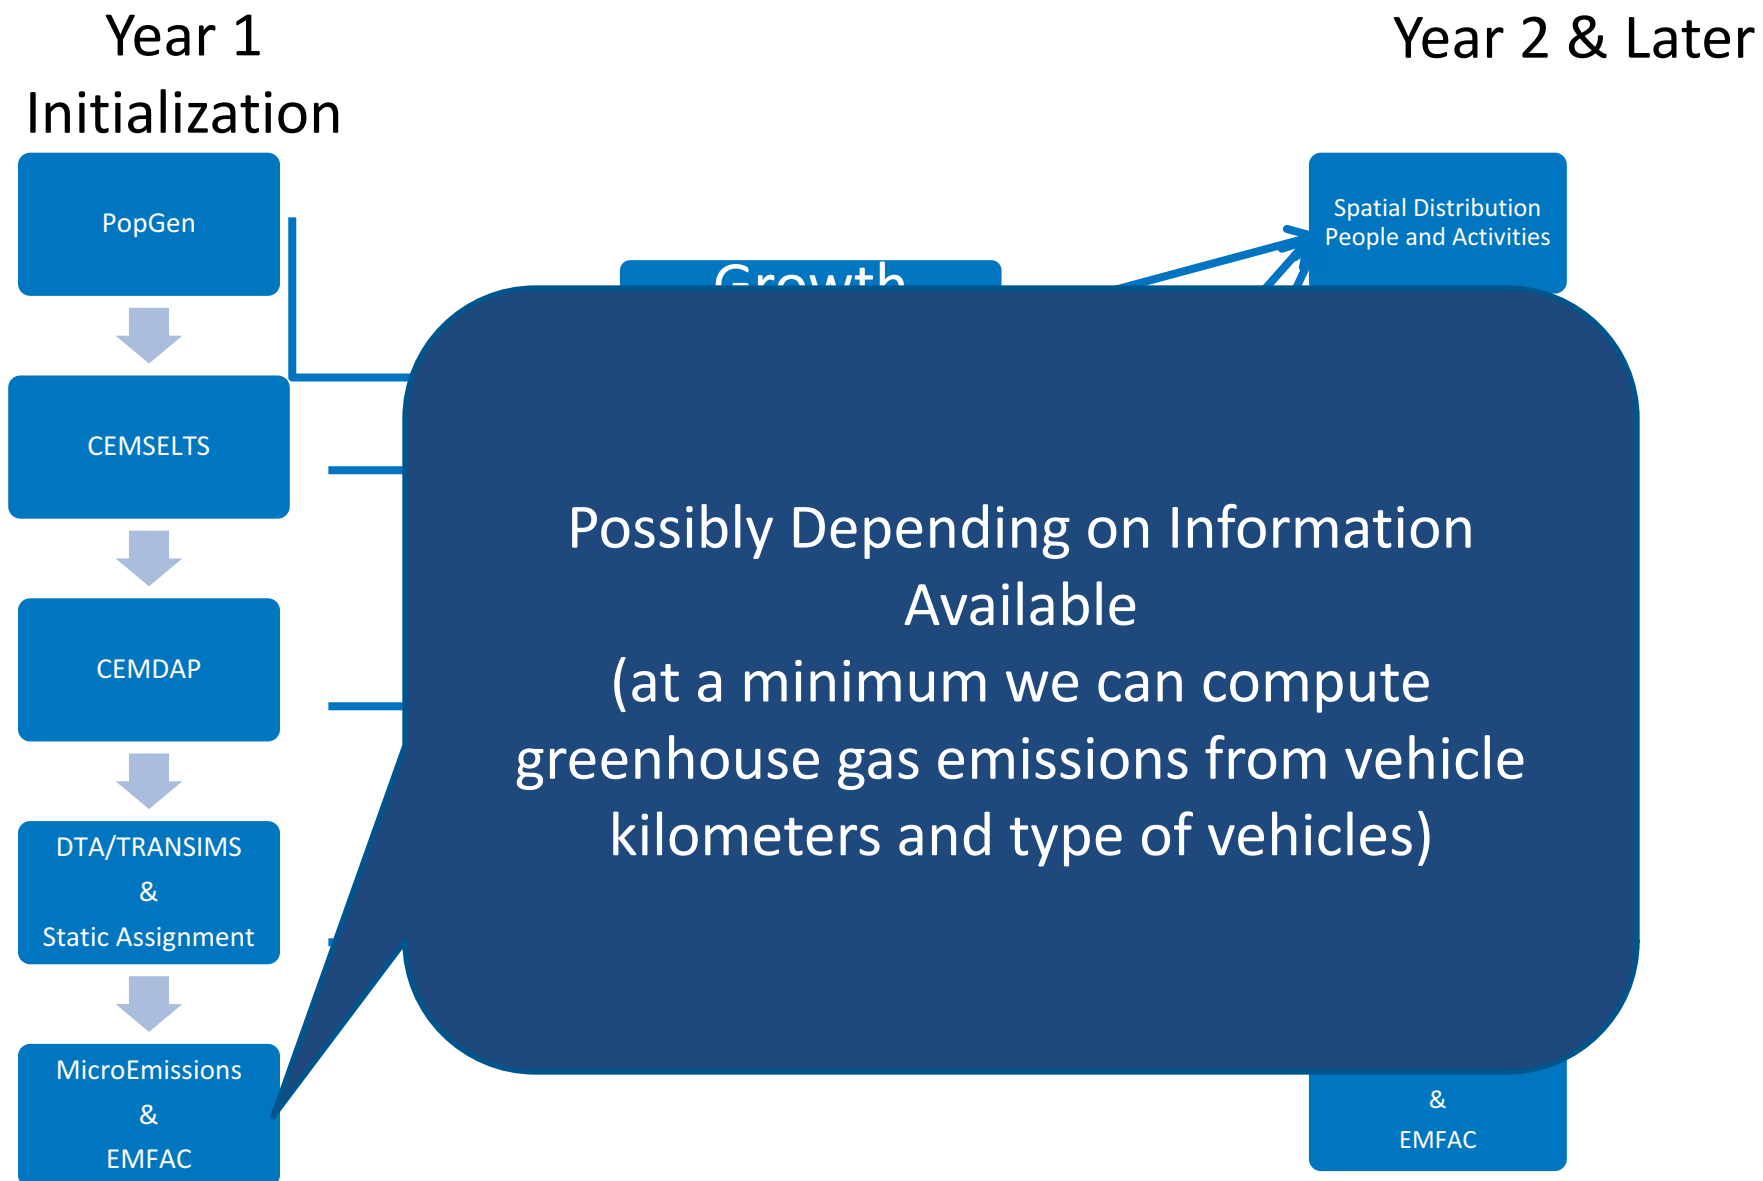 Year 1
Initialization
Year 2 & Later
PopGen
CEMSELTS
CEMDAP
DTA/TRANSIMS
&
Static Assignment
MicroEmissions
&
EMFAC
Growth
Spatial Distribution
People and Activities
Possibly Depending on Information
Available
(at a minimum we can compute
greenhouse gas emissions from vehicle
kilometers and type of vehicles)
&
EMFAC